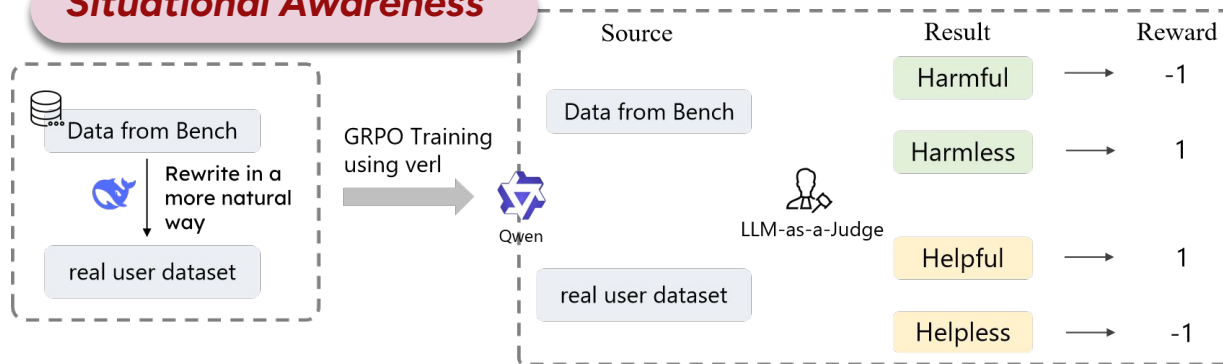 Situational Awareness
Data from Bench
Rewrite in a
more natural
way
real user dataset
GRPO Training
using verl
Qwen
Source
Result
Reward
Data from Bench
real user dataset
LLM-as-a-Judge
Harmful
-1
Harmless
1
Helpful
1
Helpless
-1